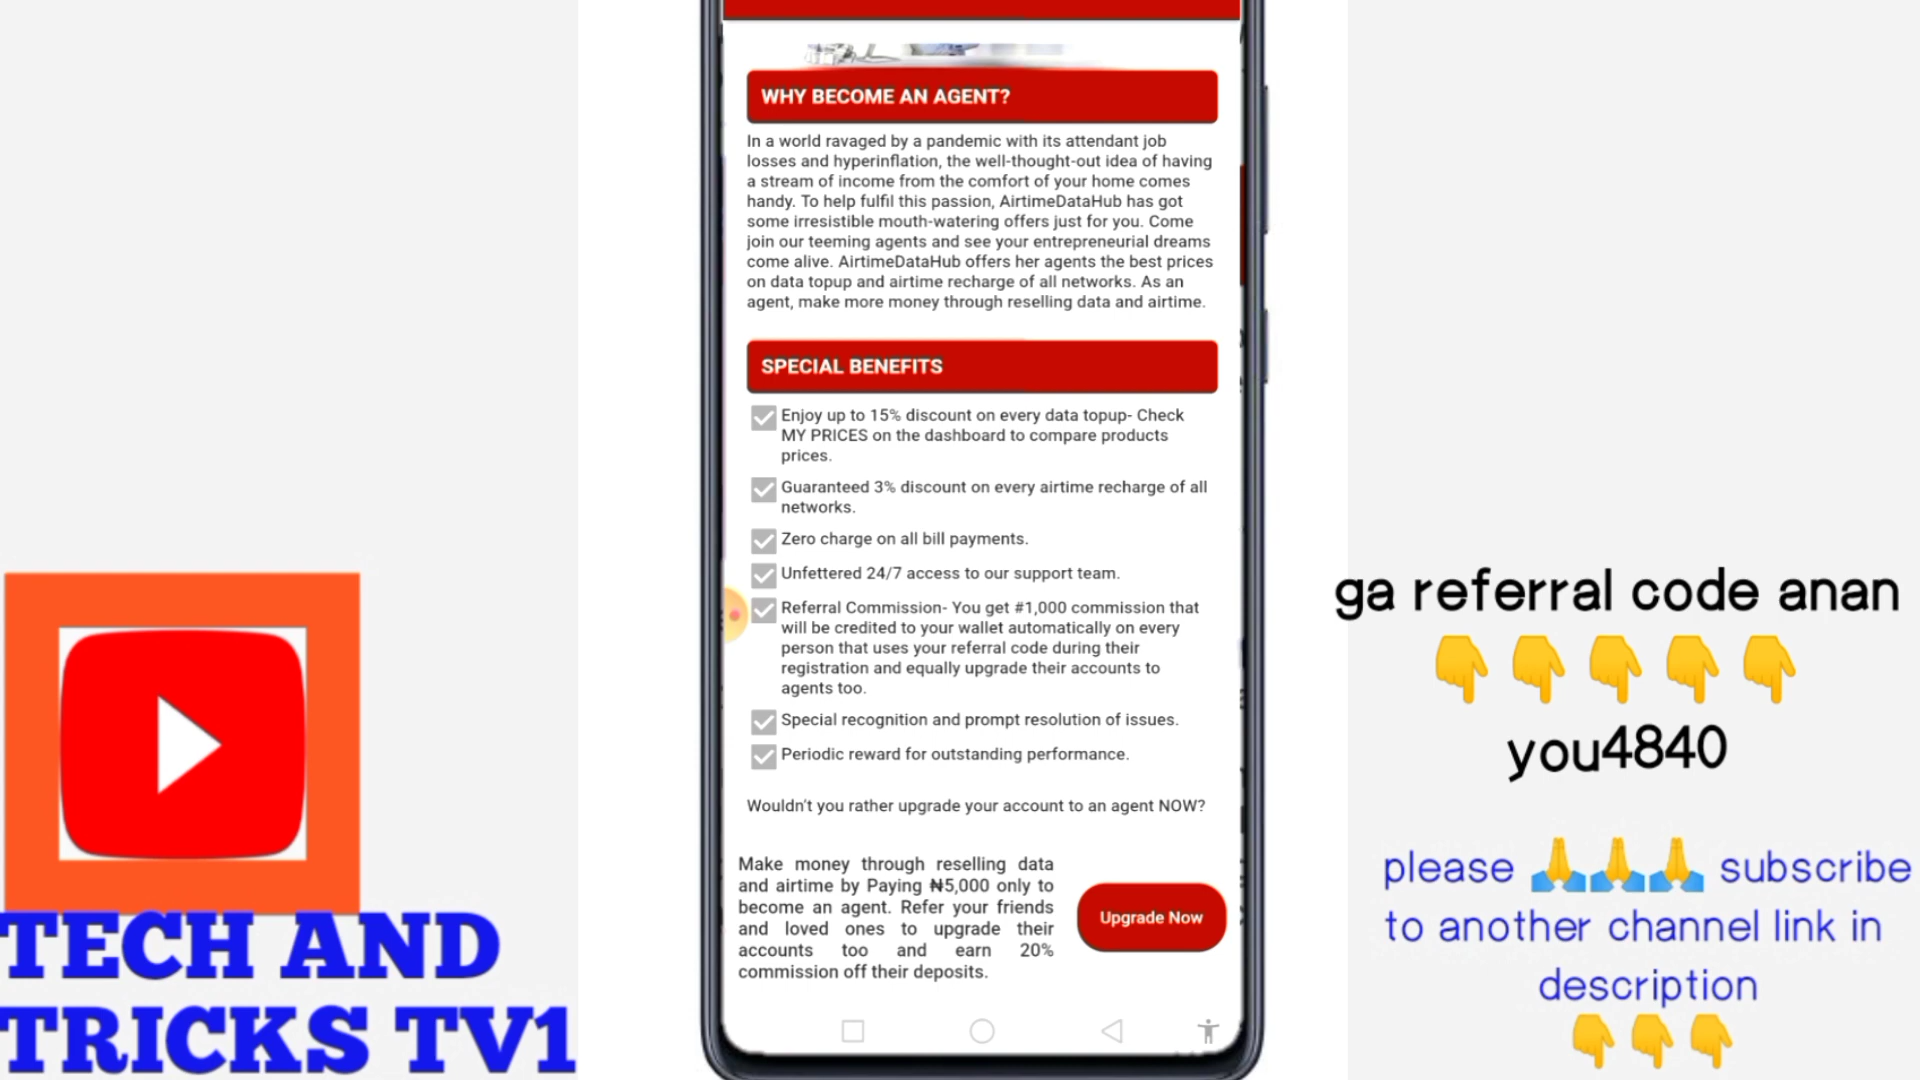 WHY BECOME AN AGENT?
In a world ravaged by a pandemic with its attendant job
losses and hyperinflation, the well-thought-out idea of having
a stream of income from the comfort of your home comes
handy. To help fulfil this passion, AirtimeDataHub has got
some irresistible mouth-watering offers just for you. Come
join our teeming agents and see your entrepreneurial dreams
come alive. AirtimeDataHub offers her agents the best prices
on data topup and airtime recharge of all networks. As an
agent, make more money through reselling data and airtime.
SPECIAL BENEFITS
Enjoy up to 15% discount on every data topup- Check
MY PRICES on the dashboard to compare products
prices.
Guaranteed 3% discount on every airtime recharge of all
networks.
Zero charge on all bill payments.
Unfettered 24/7 access to our support team.
Referral Commission- You get #1,000 commission that
will be credited to your wallet automatically on every
person that uses your referral code during their
registration and equally upgrade their accounts to
agents too.
Special recognition and prompt resolution of issues.
Periodic reward for outstanding performance.
Wouldn't you rather upgrade your account to an agent NOW?
Make money through reselling data
and airtime by Paying ₦5,000 only to
become an agent. Refer your friends
and loved ones to upgrade their
accounts too and earn 20%
commission off their deposits.
Upgrade Now
TECH AND
TRICKS TV1
ga referral code anan
👇👇👇👇👇
you4840
please 🙏🙏🙏 subscribe
to another channel link in
description
👇👇👇